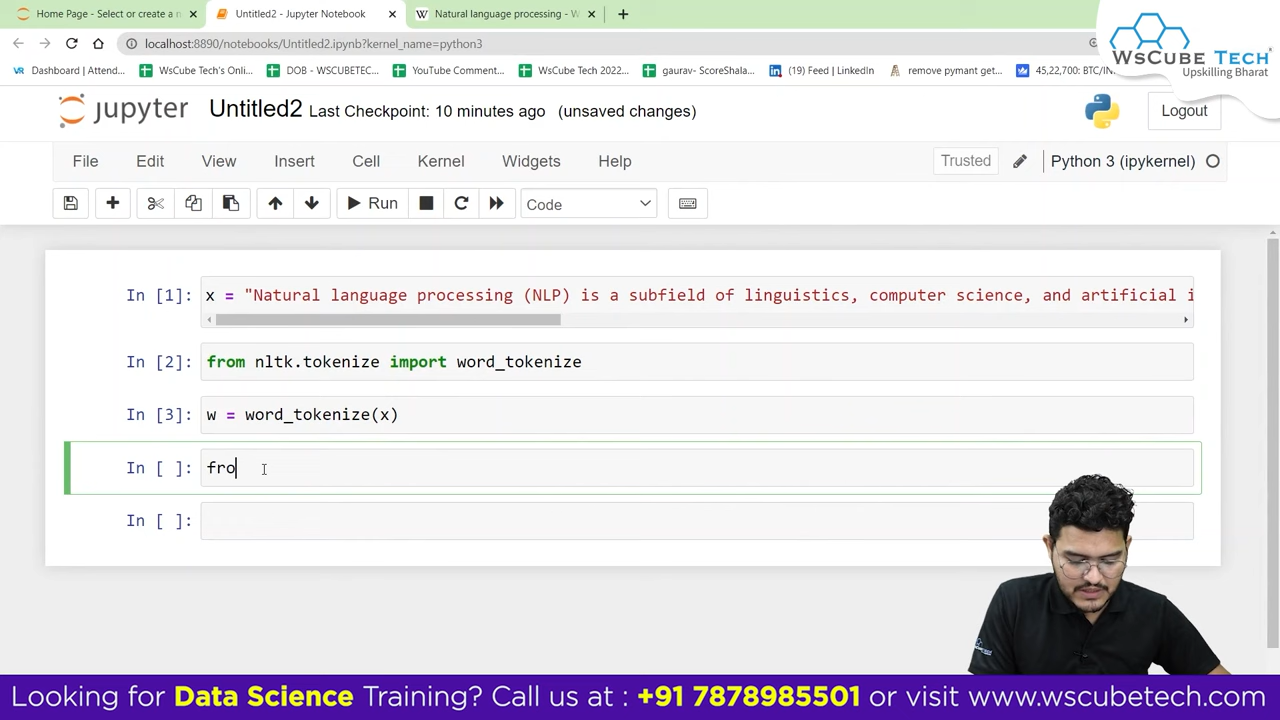 Home Page - Select or create a n
Untitled2 - Jupyter Notebook
Natural language processing - W
localhost:8890/notebooks/Untitled2.ipynb?kernel_name=python3
WsCube Tech
Upskilling Bharat
Dashboard | Attend...
WsCube Tech's Onli...
DOB - WSCUBETEC...
YouTube Comment...
Wscube Tech 2022...
gaurav- ScoreShala...
(19) Feed | LinkedIn
remove pymant get...
45,22,700: BTC/IN
jupyter
Untitled2 Last Checkpoint: 10 minutes ago (unsaved changes)
Logout
File Edit View Insert Cell Kernel Widgets Help
Trusted
Python 3 (ipykernel)
Run
Code
In [1]: x = "Natural language processing (NLP) is a subfield of linguistics, computer science, and artificial i
In [2]: from nltk.tokenize import word_tokenize
In [3]: w = word_tokenize(x)
In [ ]: fro
In [ ]:
Looking for Data Science Training? Call us at : +91 7878985501 or visit www.wscubetech.com